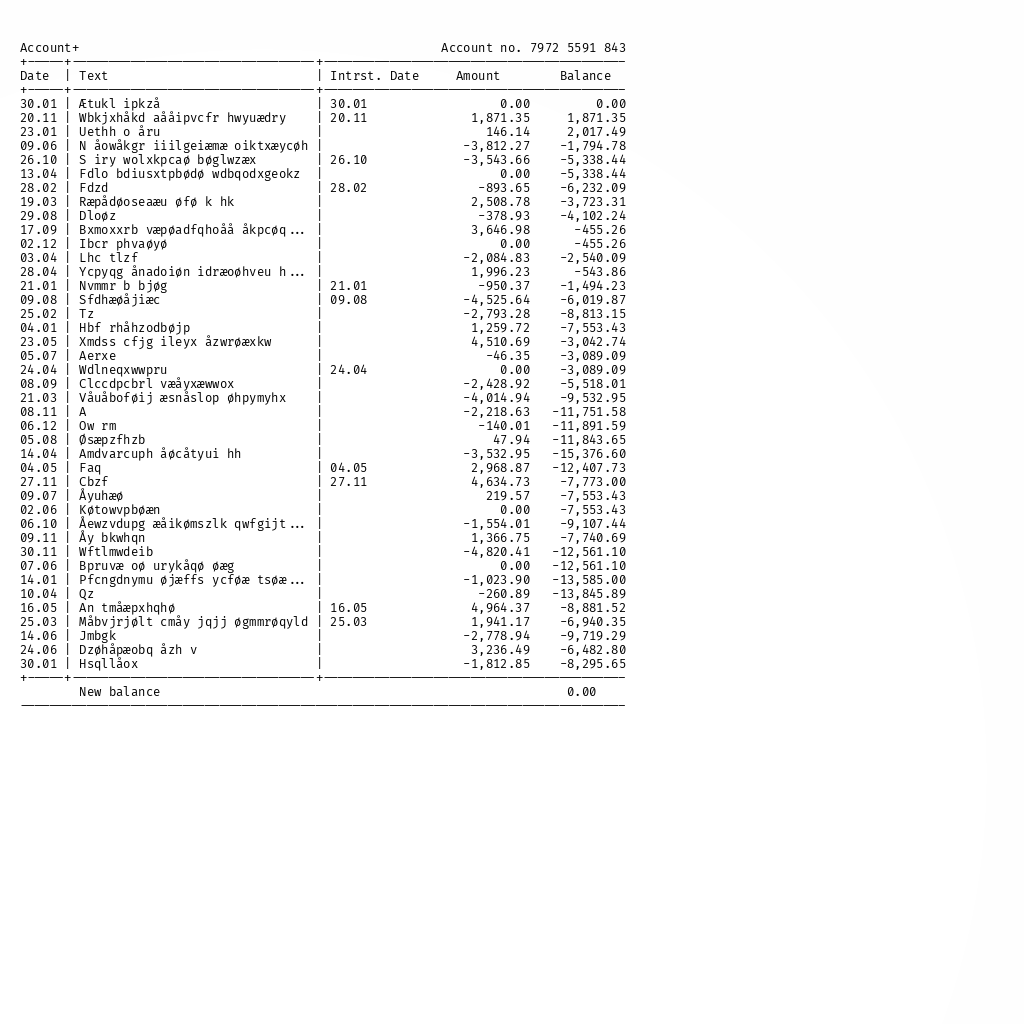 Account+ Account no. 7972 5591 843
Date | Text | Intrst. Date Amount Balance
30.01 | Ætukl ipkzå | 30.01 0.00 0.00
20.11 | Wbkjxhåkd aååipvcfr hwyuædry | 20.11 1,871.35 1,871.35
23.01 | Uethh o åru | 146.14 2,017.49
09.06 | N åowåkgr iiilgeiæmæ oiktxæycøh | -3,812.27 -1,794.78
26.10 | S iry wolxkpcaø bøglwzæx | 26.10 -3,543.66 -5,338.44
13.04 | Fdlo bdiusxtpbødø wdbqodxgeokz | 0.00 -5,338.44
28.02 | Fdzd | 28.02 -893.65 -6,232.09
19.03 | Ræpådøoseaæu øfø k hk | 2,508.78 -3,723.31
29.08 | Dloøz | -378.93 -4,102.24
17.09 | Bxmoxxrb væpøadfqhoåå åkpcøq... | 3,646.98 -455.26
02.12 | Ibcr phvaøyø | 0.00 -455.26
03.04 | Lhc tlzf | -2,084.83 -2,540.09
28.04 | Ycpyqg ånadoiøn idræoøhveu h... | 1,996.23 -543.86
21.01 | Nvmmr b bjøg | 21.01 -950.37 -1,494.23
09.08 | Sfdhæøåjiæc | 09.08 -4,525.64 -6,019.87
25.02 | Tz | -2,793.28 -8,813.15
04.01 | Hbf rhåhzodbøjp | 1,259.72 -7,553.43
23.05 | Xmdss cfjg ileyx åzwrøæxkw | 4,510.69 -3,042.74
05.07 | Aerxe | -46.35 -3,089.09
24.04 | Wdlneqxwwpru | 24.04 0.00 -3,089.09
08.09 | Clccdpcbrl væåyxæwwox | -2,428.92 -5,518.01
21.03 | Våuåboføij æsnåslop øhpymyhx | -4,014.94 -9,532.95
08.11 | A | -2,218.63 -11,751.58
06.12 | Ow rm | -140.01 -11,891.59
05.08 | Øsæpzfhzb | 47.94 -11,843.65
14.04 | Amdvarcuph åøcåtyui hh | -3,532.95 -15,376.60
04.05 | Faq | 04.05 2,968.87 -12,407.73
27.11 | Cbzf | 27.11 4,634.73 -7,773.00
09.07 | Åyuhæø | 219.57 -7,553.43
02.06 | Køtowvpbøæn | 0.00 -7,553.43
06.10 | Åewzvdupg æåikømszlk qwfgijt... | -1,554.01 -9,107.44
09.11 | Åy bkwhqn | 1,366.75 -7,740.69
30.11 | Wftlmwdeib | -4,820.41 -12,561.10
07.06 | Bpruvæ oø urykåqø øæg | 0.00 -12,561.10
14.01 | Pfcngdnymu øjæffs ycføæ tsøæ... | -1,023.90 -13,585.00
10.04 | Qz | -260.89 -13,845.89
16.05 | An tmåæpxhqhø | 16.05 4,964.37 -8,881.52
25.03 | Måbvjrjølt cmåy jqjj øgmmrøqyld | 25.03 1,941.17 -6,940.35
14.06 | Jmbgk | -2,778.94 -9,719.29
24.06 | Dzøhåpæobq åzh v | 3,236.49 -6,482.80
30.01 | Hsqllåox | -1,812.85 -8,295.65
New balance 0.00